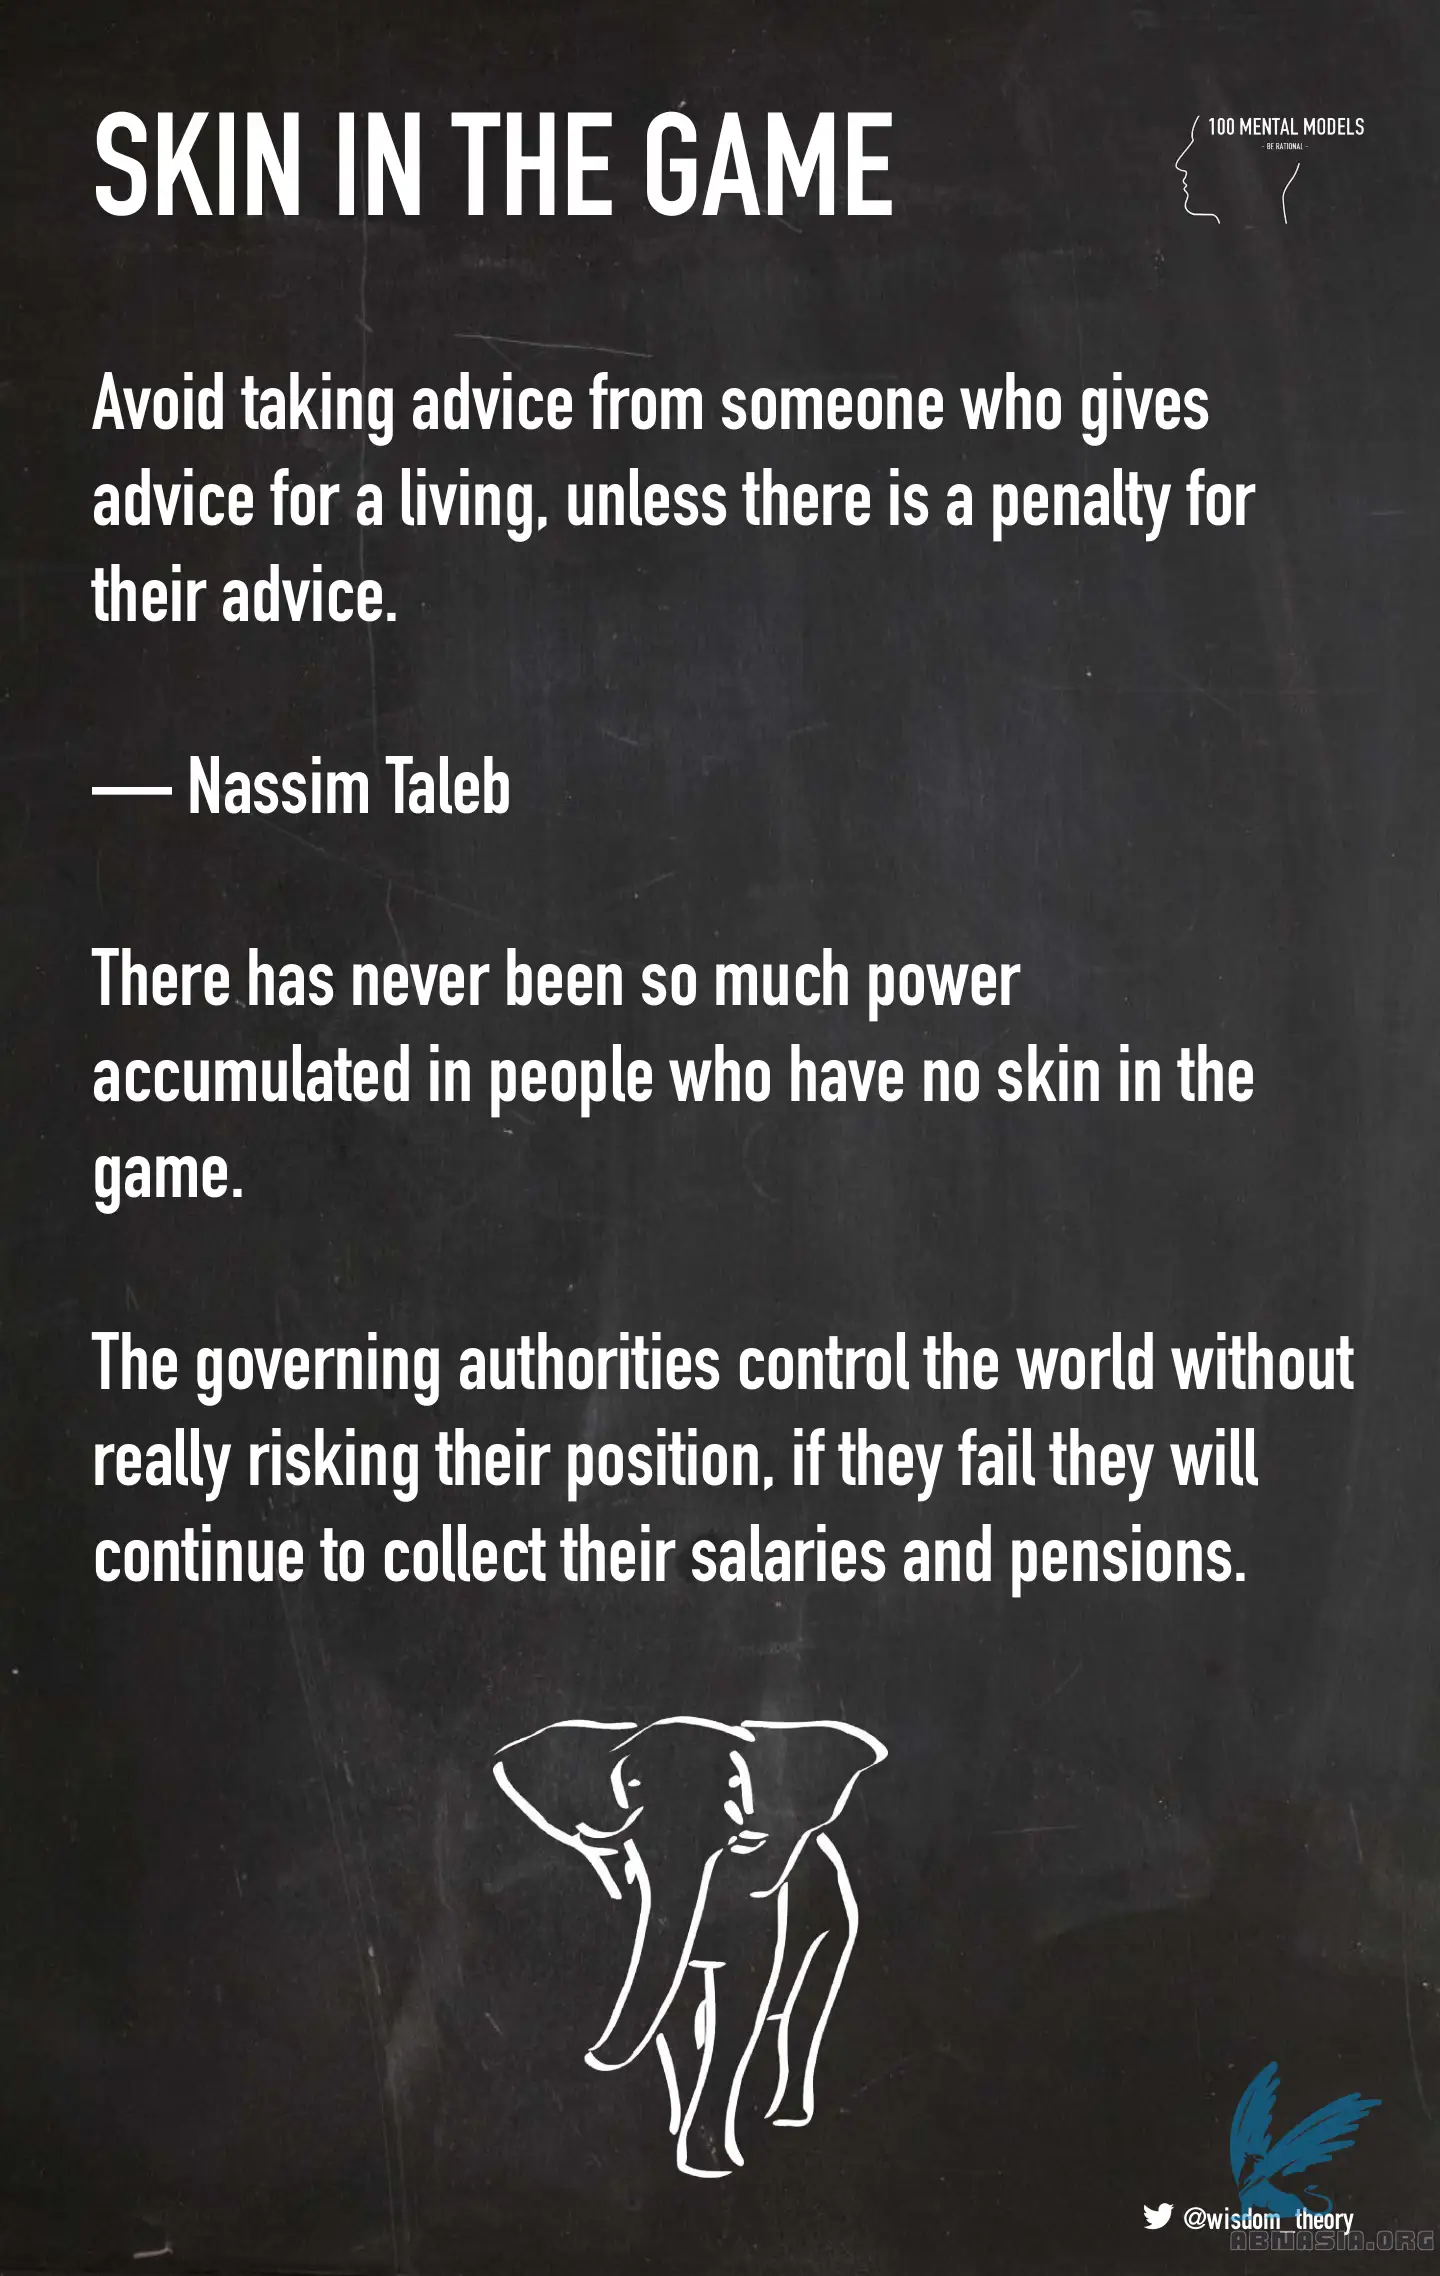 SKIN IN THE GAME
100 MENTAL MODELS
- BE RATIONAL -
Avoid taking advice from someone who gives
advice for a living, unless there is a penalty for
their advice.
— Nassim Taleb
There has never been so much power
accumulated in people who have no skin in the
game.
The governing authorities control the world without
really risking their position, if they fail they will
continue to collect their salaries and pensions.
@wisdom_theory
ABNASIA.ORG